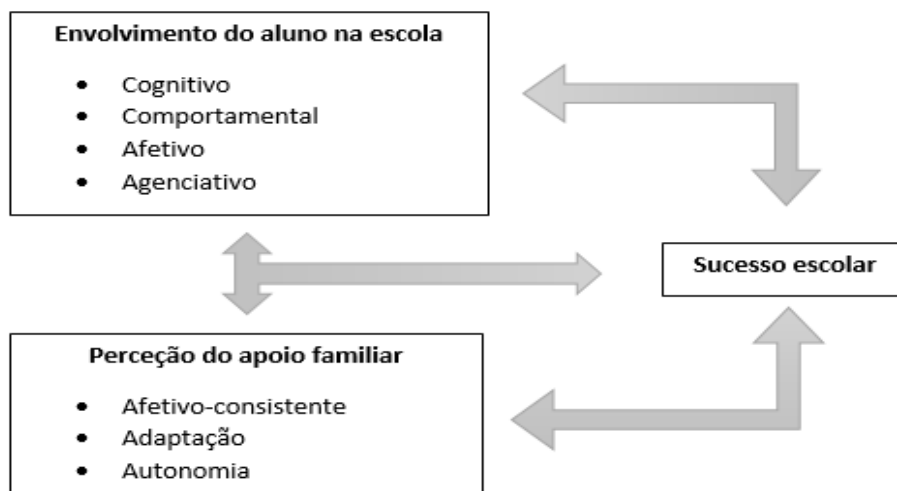 Envolvimento do aluno na escola
• Cognitivo
• Comportamental
• Afetivo
• Agenciativo
Sucesso escolar
Perceção do apoio familiar
• Afetivo-consistente
• Adaptação
• Autonomia